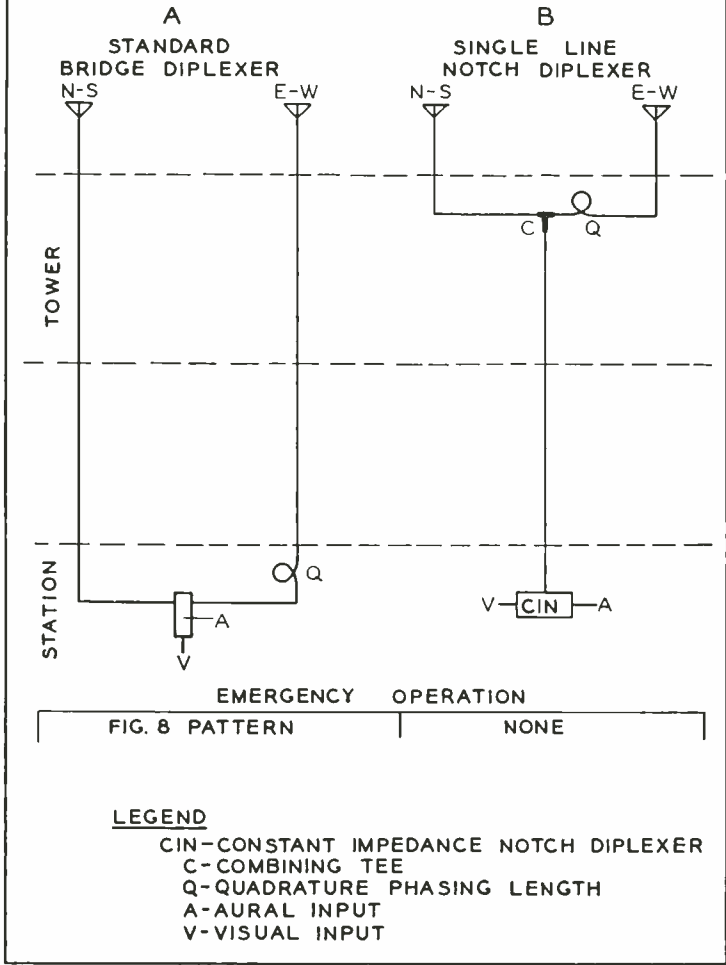 A
STANDARD
BRIDGE DIPLEXER
N-S
E-W
B
SINGLE LINE
NOTCH DIPLEXER
N-S
E-W
C
Q
TOWER
Q
STATION
A
V
V
CIN
A
EMERGENCY OPERATION
FIG. 8 PATTERN
NONE
LEGEND
CIN-CONSTANT IMPEDANCE NOTCH DIPLEXER
C-COMBINING TEE
Q-QUADRATURE PHASING LENGTH
A-AURAL INPUT
V-VISUAL INPUT